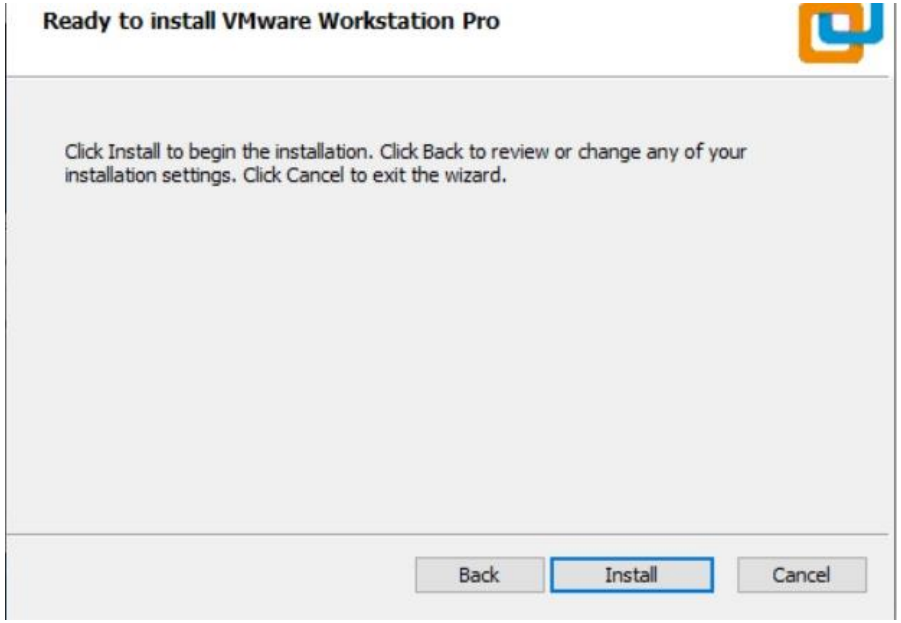 Ready to install VMware Workstation Pro
Click Install to begin the installation. Click Back to review or change any of your
installation settings. Click Cancel to exit the wizard.
Back Install Cancel